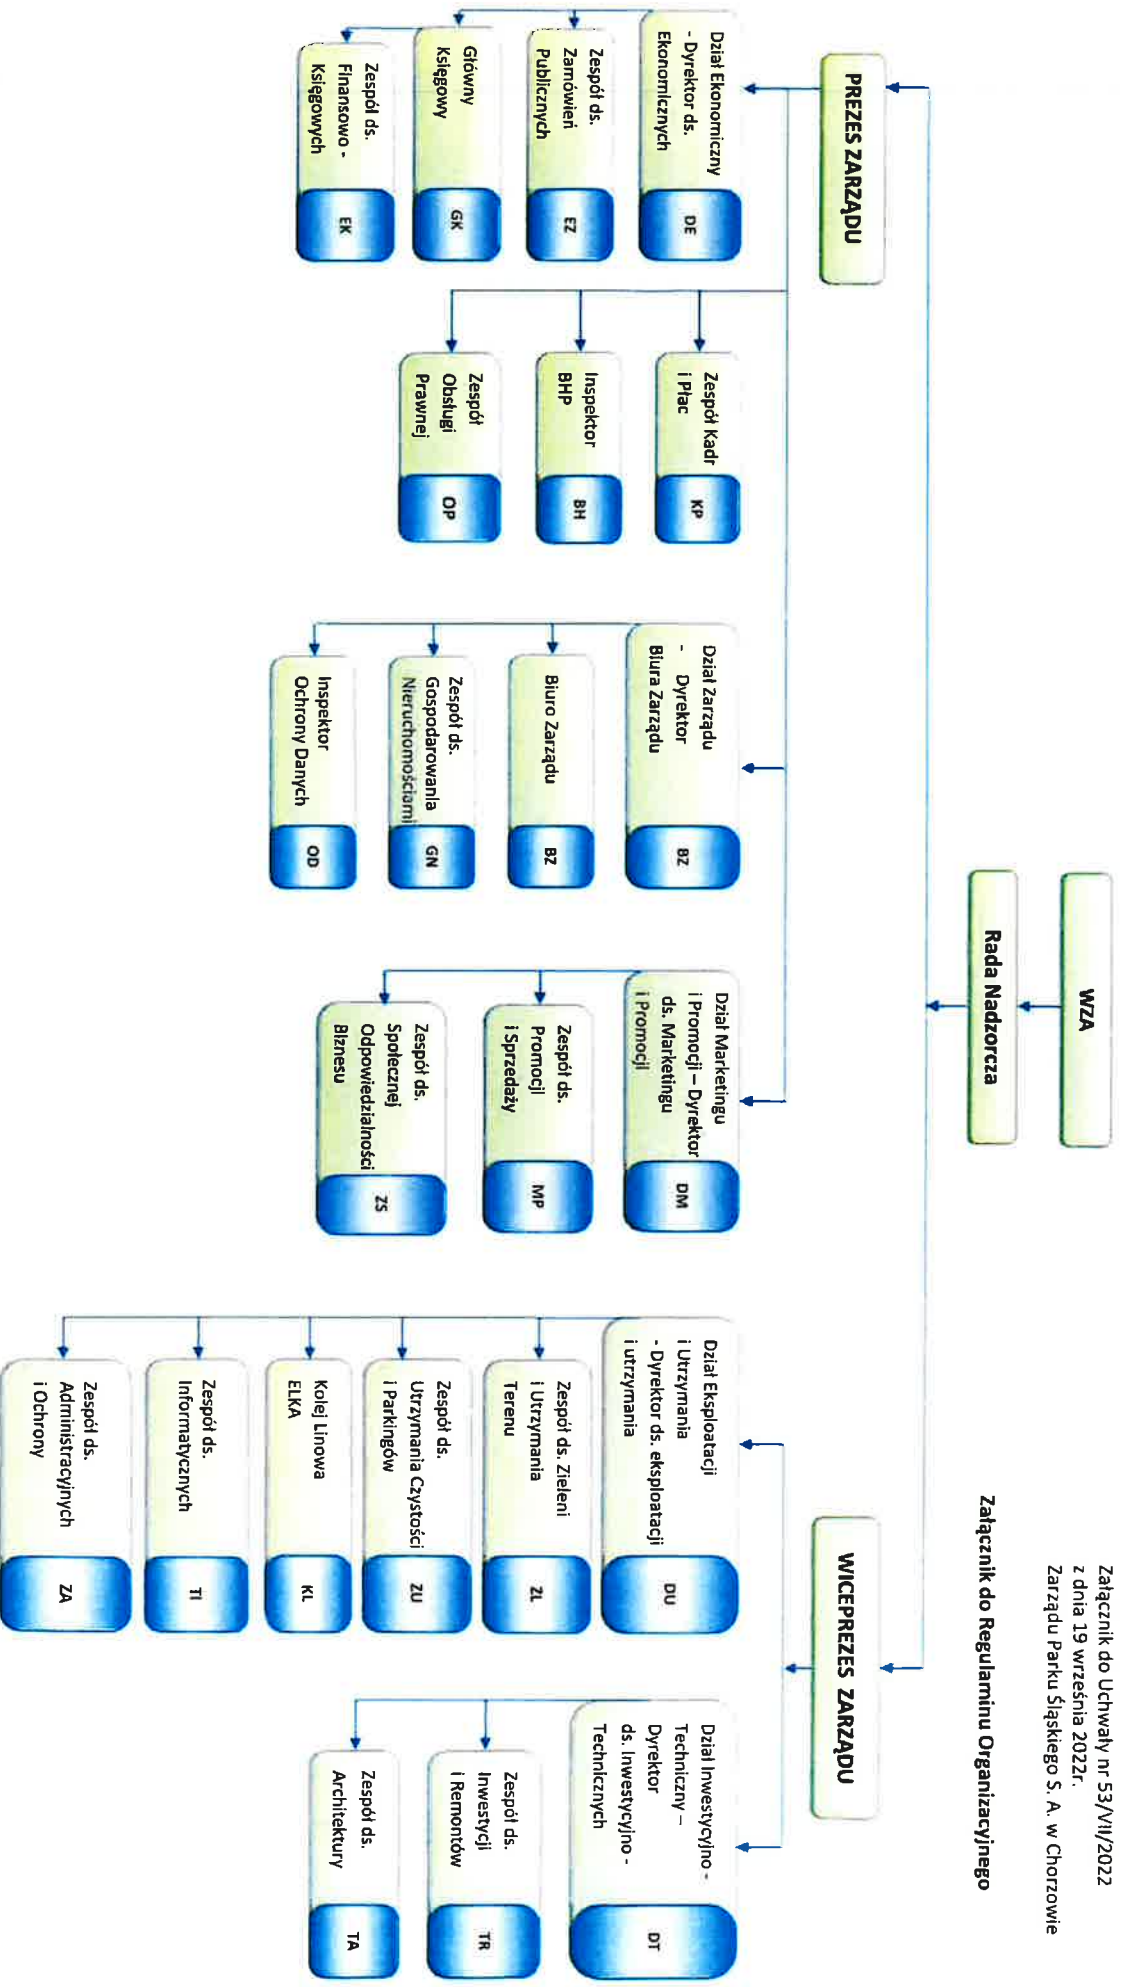 Załącznik do Uchwały nr 53/VII/2022
z dnia 19 września 2022r.
Zarządu Parku Śląskiego S. A. w Chorzowie
Załącznik do Regulaminu Organizacyjnego
WZA
Rada Nadzorcza
PREZES ZARZĄDU
WICEPREZES ZARZĄDU
Dział Ekonomiczny
- Dyrektor ds.
Ekonomicznych
DE
Zespół ds.
Zamówień
Publicznych
EZ
Główny
Księgowy
GK
Zespół ds.
Finansowo -
Księgowych
EK
Zespół Kadr
i Płac
KP
Inspektor
BHP
BH
Zespół
Obsługi
Prawnej
OP
Dział Zarządu
- Dyrektor
Biura Zarządu
BZ
Biuro Zarządu
BZ
Zespół ds.
Gospodarowania
Nieruchomościami
GN
Inspektor
Ochrony Danych
OD
Dział Marketingu
i Promocji – Dyrektor
ds. Marketingu
i Promocji
DM
Zespół ds.
Promocji
i Sprzedaży
MP
Zespół ds.
Społecznej
Odpowiedzialności
Biznesu
ZS
Dział Eksploatacji
i Utrzymania
- Dyrektor ds. eksploatacji
i utrzymania
DU
Zespół ds. Zieleni
i Utrzymania
Terenu
ZL
Zespół ds.
Utrzymania Czystości
i Parkingów
ZU
Kolej Linowa
ELKA
KL
Zespół ds.
Informatycznych
TI
Zespół ds.
Administracyjnych
i Ochrony
ZA
Dział Inwestycyjno -
Techniczny –
Dyrektor
ds. Inwestycyjno -
Technicznych
DT
Zespół ds.
Inwestycji
i Remontów
TR
Zespół ds.
Architektury
TA